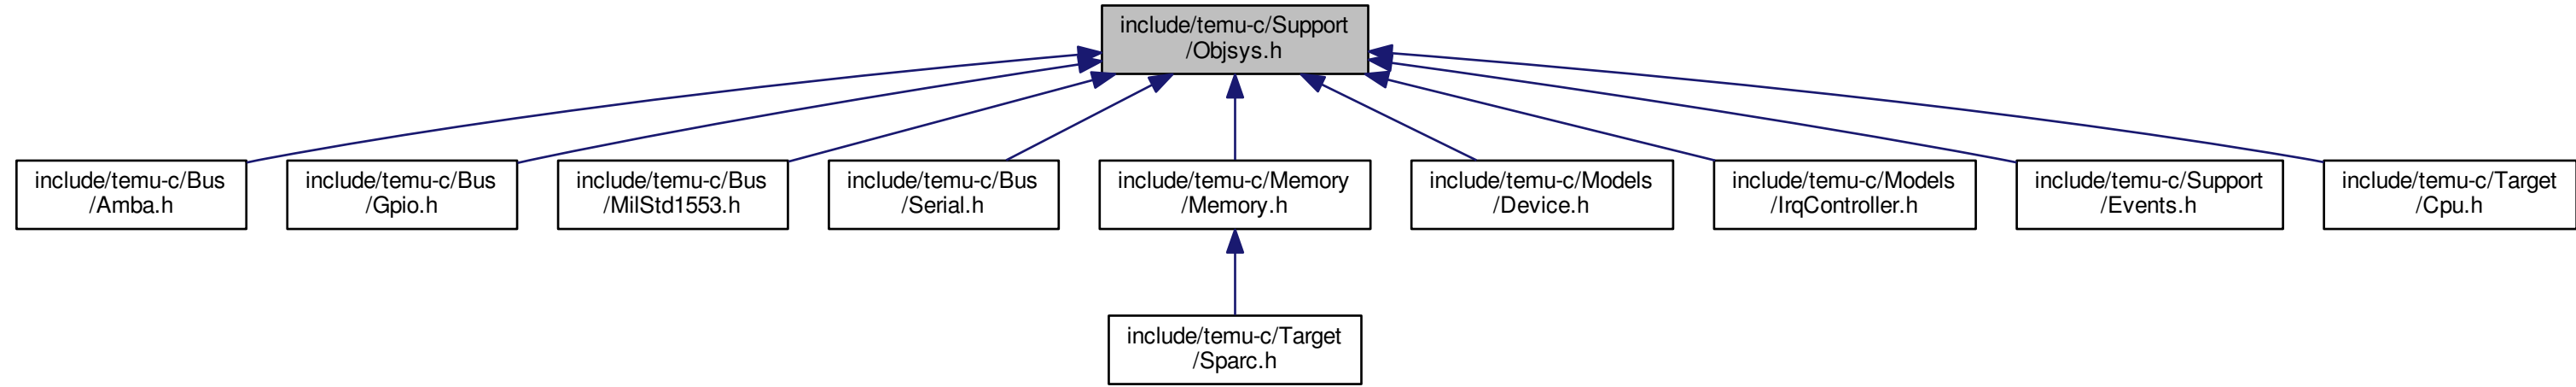 include/temu-c/Support
/Objsys.h
include/temu-c/Bus
/Amba.h
include/temu-c/Bus
/Gpio.h
include/temu-c/Bus
/MilStd1553.h
include/temu-c/Bus
/Serial.h
include/temu-c/Memory
/Memory.h
include/temu-c/Models
/Device.h
include/temu-c/Models
/IrqController.h
include/temu-c/Support
/Events.h
include/temu-c/Target
/Cpu.h
include/temu-c/Target
/Sparc.h